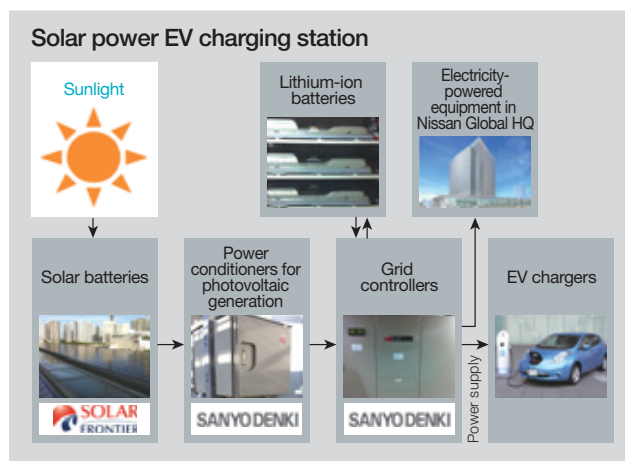 Solar power EV charging station
Sunlight
Lithium-ion
batteries
Electricity-
powered
equipment in
Nissan Global HQ
Solar batteries
Power
conditioners for
photovoltaic
generation
Grid
controllers
EV chargers
Power supply
SOLAR
FRONTIER
SANYO DENKI
SANYO DENKI